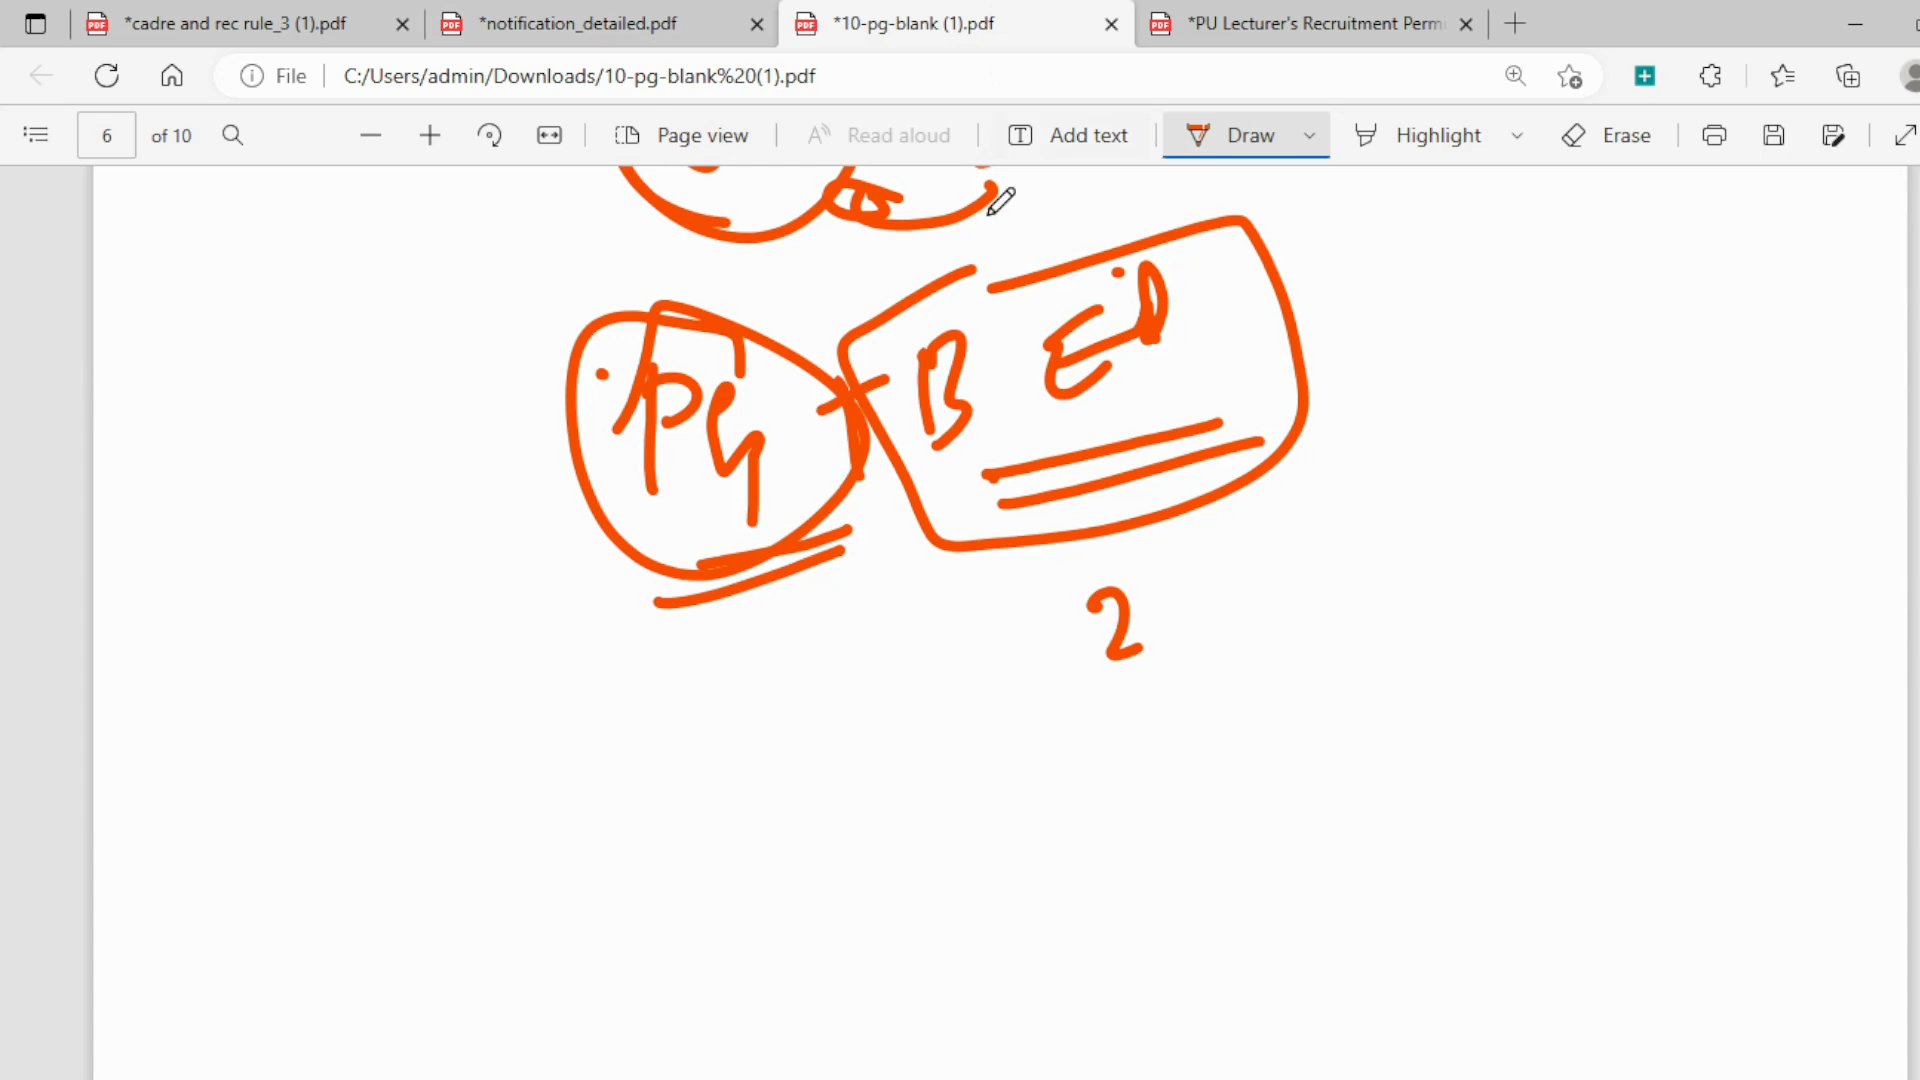 *cadre and rec rule_3 (1).pdf
*notification_detailed.pdf
*10-pg-blank (1).pdf
*PU Lecturer's Recruitment Perm
File
C:/Users/admin/Downloads/10-pg-blank%20(1).pdf
6 of 10
Page view
Read aloud
Add text
Draw
Highlight
Erase
PG + B Ed
2